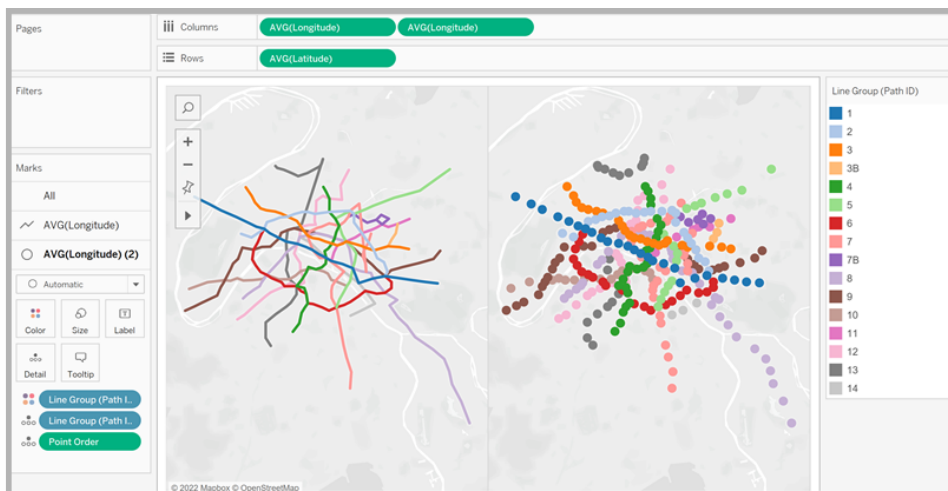 Pages
Columns
AVG(Longitude)
AVG(Longitude)
Rows
AVG(Latitude)
Filters
Marks
All
AVG(Longitude)
AVG(Longitude) (2)
Automatic
Color
Size
Label
Detail
Tooltip
Line Group (Path I..
Line Group (Path I..
Point Order
© 2022 Mapbox © OpenStreetMap
Line Group (Path ID)
1
2
3
3B
4
5
6
7
7B
8
9
10
11
12
13
14